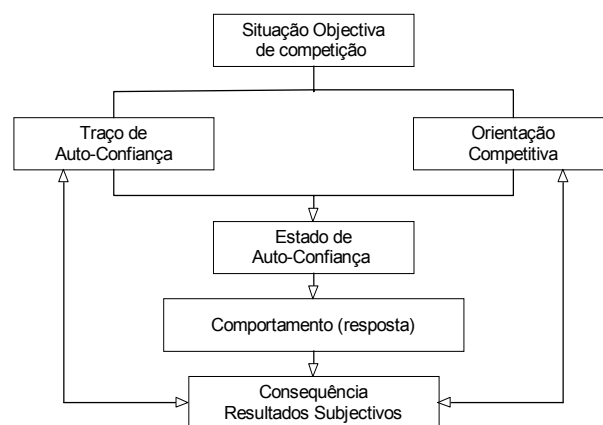 Situação Objectiva
de competição
Traço de
Auto-Confiança
Orientação
Competitiva
Estado de
Auto-Confiança
Comportamento (resposta)
Consequência
Resultados Subjectivos